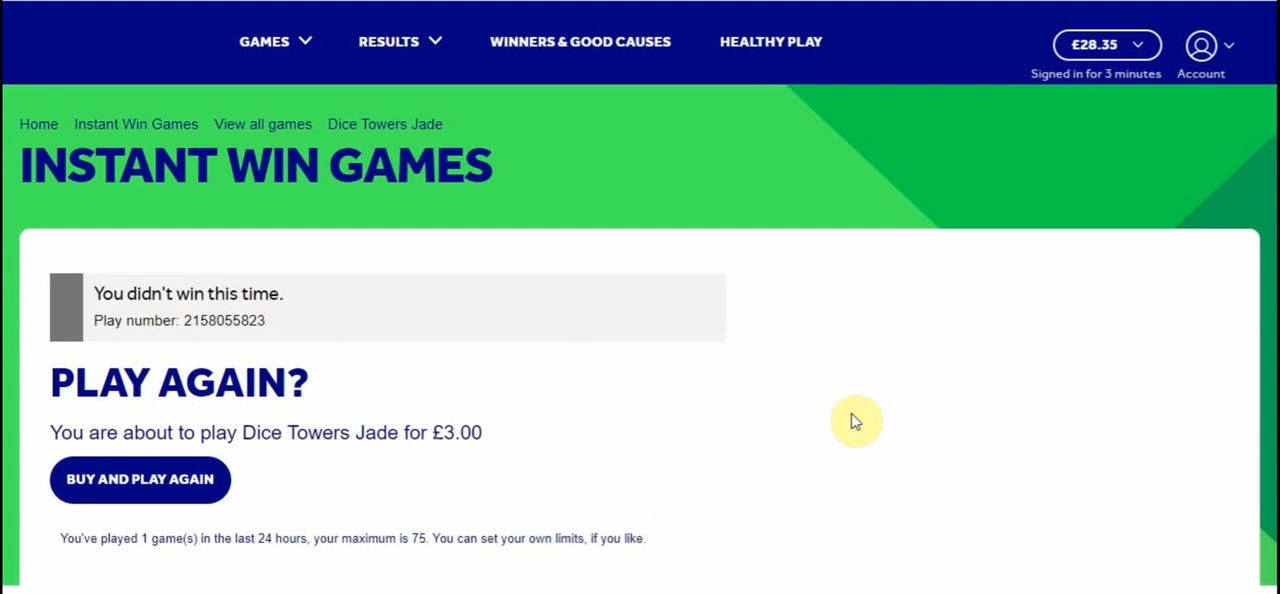 GAMES RESULTS WINNERS & GOOD CAUSES HEALTHY PLAY £28.35
Signed in for 3 minutes Account
Home Instant Win Games View all games Dice Towers Jade
INSTANT WIN GAMES
You didn't win this time.
Play number: 2158055823
PLAY AGAIN?
You are about to play Dice Towers Jade for £3.00
BUY AND PLAY AGAIN
You've played 1 game(s) in the last 24 hours, your maximum is 75. You can set your own limits, if you like.